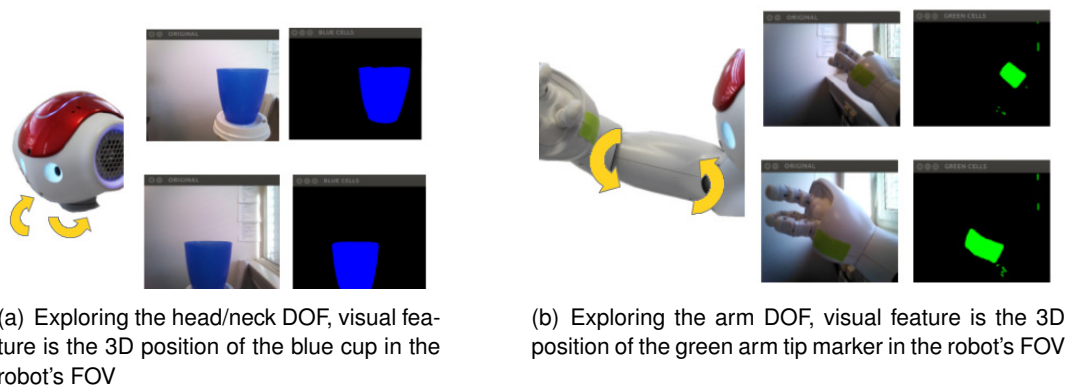 ORIGINAL
BLUE CELLS
ORIGINAL
BLUE CELLS
(a) Exploring the head/neck DOF, visual fea-
ture is the 3D position of the blue cup in the
robot's FOV
ORIGINAL
GREEN CELLS
ORIGINAL
GREEN CELLS
(b) Exploring the arm DOF, visual feature is the 3D
position of the green arm tip marker in the robot's FOV